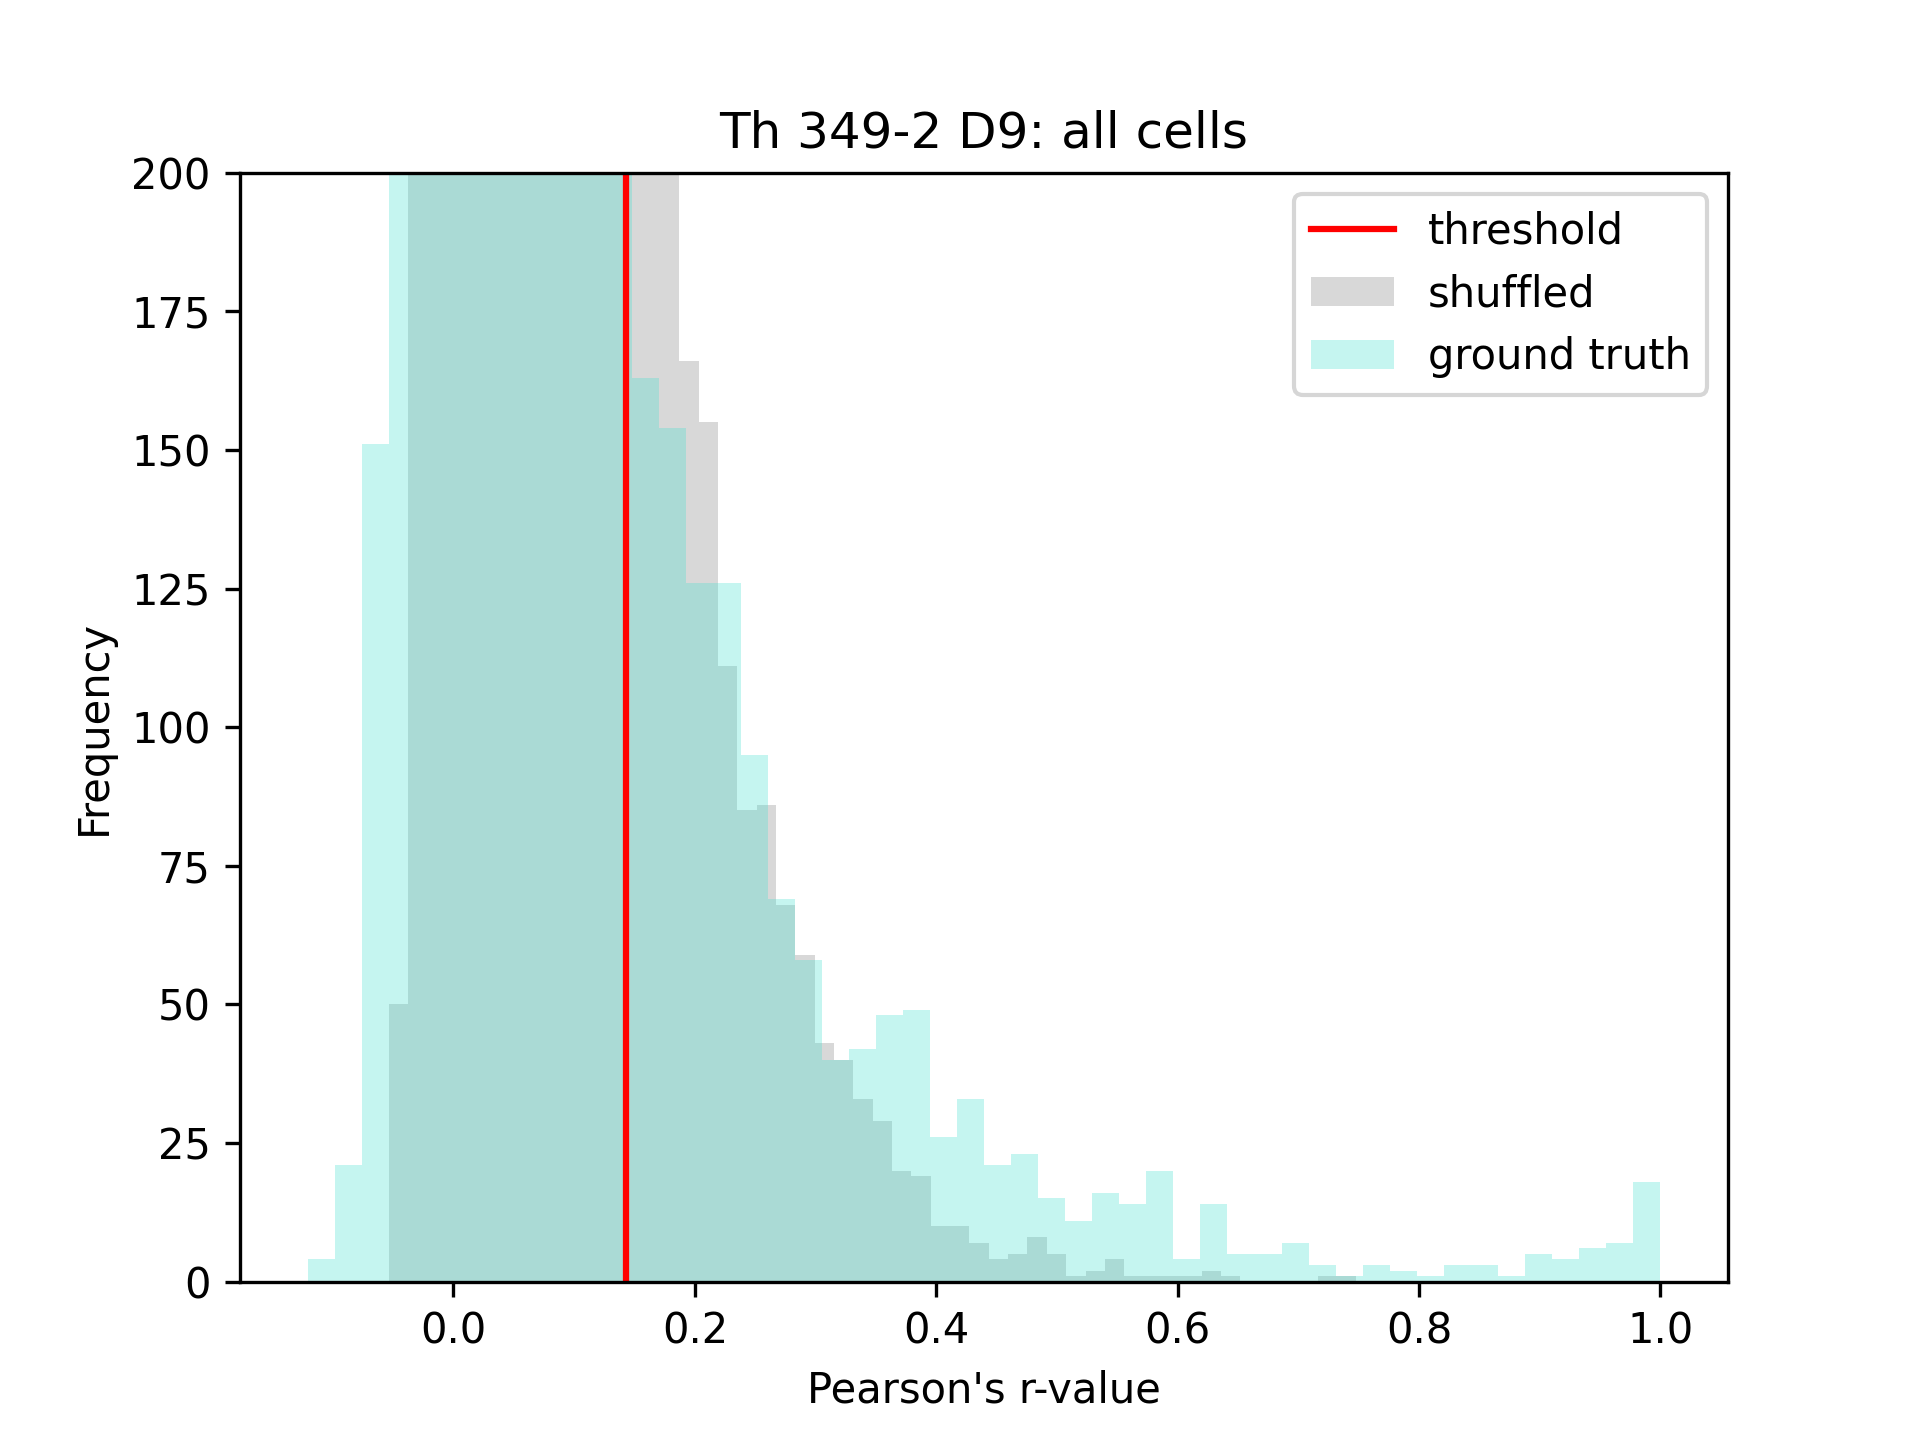 Th 349-2 D9: all cells
threshold
shuffled
ground truth
200
175
150
125
100
75
50
25
0
Frequency
0.0 0.2 0.4 0.6 0.8 1.0
Pearson's r-value